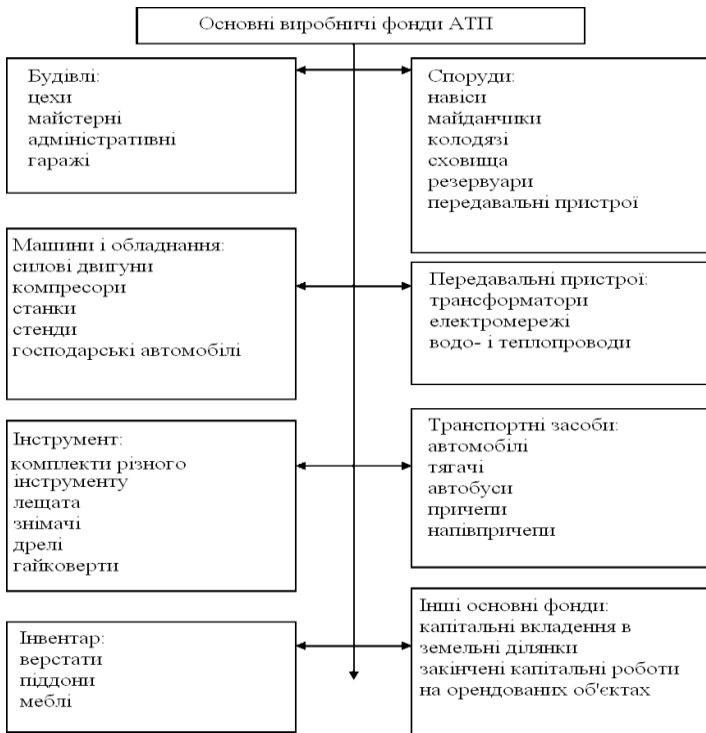 Основні виробничі фонди АТП
Будівлі:
цехи
майстерні
адміністративні
гаражі
Споруди:
навіси
майданчики
колодязі
сховища
резервуари
передавальні пристрої
Машини і обладнання:
силові двигуни
компресори
станки
стенди
господарські автомобілі
Передавальні пристрої:
трансформатори
електромережі
водо- і теплопроводи
Інструмент:
комплекти різного
інструменту
лещата
знімачі
дрелі
гайковерти
Транспортні засоби:
автомобілі
тягачі
автобуси
причепи
напівпричепи
Інвентар:
верстати
піддони
меблі
Інші основні фонди:
капітальні вкладення в
земельні ділянки
закінчені капітальні роботи
на орендованих об'єктах